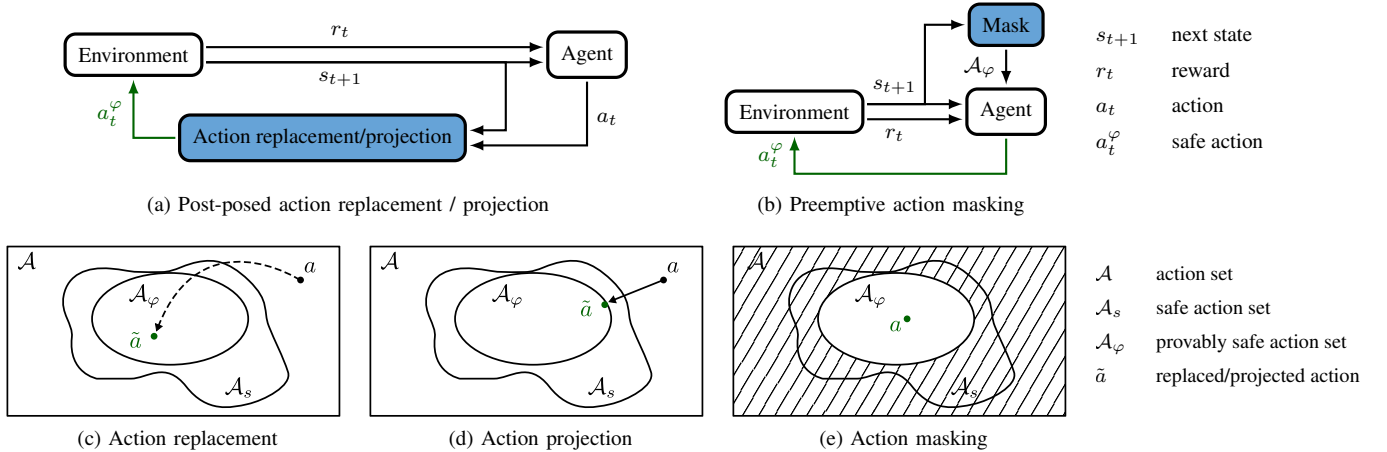 r_t
Environment
Agent
s_{t+1}
a_t^φ
a_t
Action replacement/projection
(a) Post-posed action replacement / projection
Mask
𝒜_φ
s_{t+1}
Environment
Agent
r_t
a_t^φ
(b) Preemptive action masking
s_{t+1} next state
r_t reward
a_t action
a_t^φ safe action
𝒜
a
𝒜_φ
ã
𝒜_s
(c) Action replacement
𝒜
a
𝒜_φ
ã
(d) Action projection
𝒜
𝒜_φ
a
𝒜_s
(e) Action masking
𝒜 action set
𝒜_s safe action set
𝒜_φ provably safe action set
ã replaced/projected action